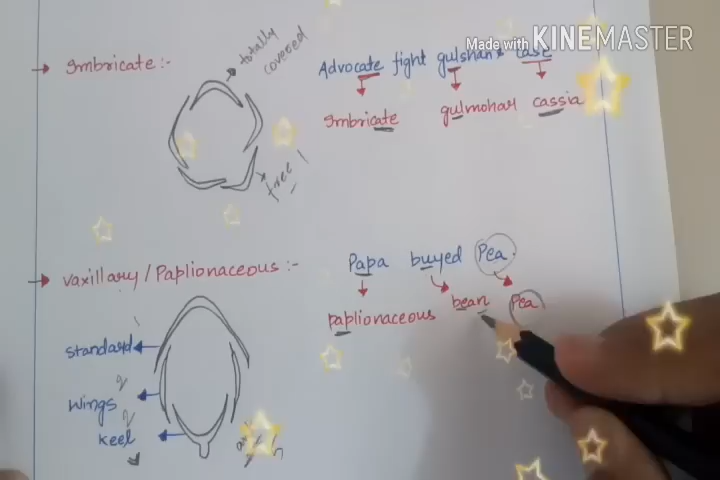 Made with KINEMASTER
Imbricate :-
totally
covered
free
Advocate fight gulshan's case
Imbricate gulmohar cassia
Vaxillary/Paplionaceous :-
Standard
Wings
Keel
Papa buyed Pea
paplionaceous bean Pea